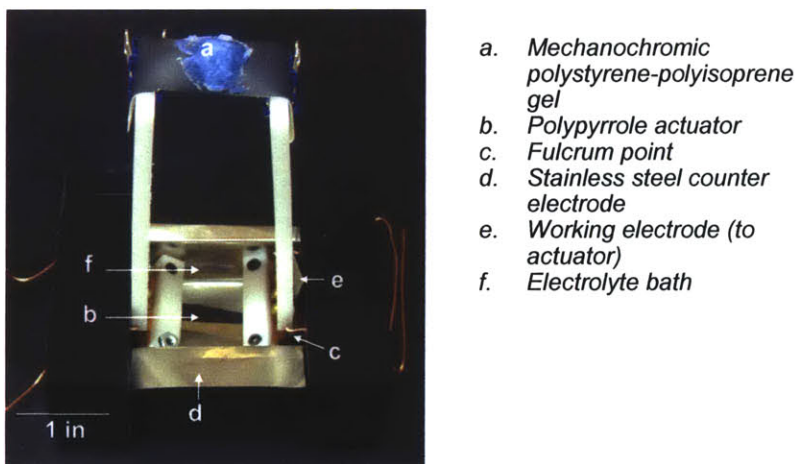 a
f
e
b
c
d
1 in
a. Mechanochromic
polystyrene-polyisoprene
gel
b. Polypyrrole actuator
c. Fulcrum point
d. Stainless steel counter
electrode
e. Working electrode (to
actuator)
f. Electrolyte bath